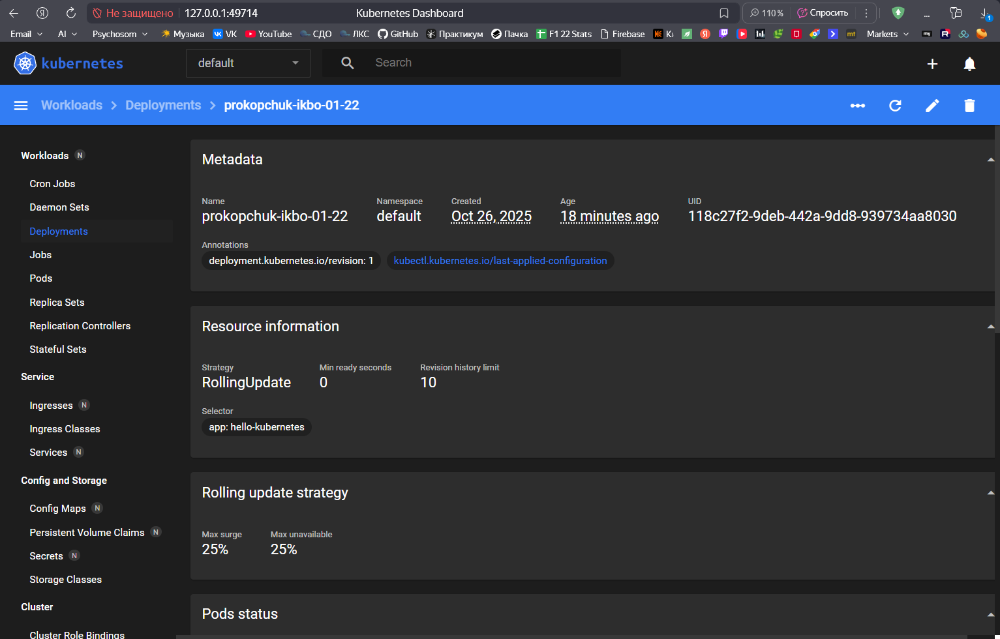 Не защищено 127.0.0.1:49714 Kubernetes Dashboard 110 % Спросить ... 1
Email AI Psychosom Музыка VK YouTube СДО ЛКС GitHub Практикум Пачка F1 22 Stats Firebase Ki Markets
kubernetes default Search
Workloads Deployments prokopchuk-ikbo-01-22
Workloads N
Cron Jobs
Daemon Sets
Deployments
Jobs
Pods
Replica Sets
Replication Controllers
Stateful Sets
Service
Ingresses N
Ingress Classes
Services N
Config and Storage
Config Maps N
Persistent Volume Claims N
Secrets N
Storage Classes
Cluster
Cluster Role Bindings
Metadata
Name Namespace Created Age UID
prokopchuk-ikbo-01-22 default Oct 26, 2025 18 minutes ago 118c27f2-9deb-442a-9dd8-939734aa8030
Annotations
deployment.kubernetes.io/revision: 1 kubectl.kubernetes.io/last-applied-configuration
Resource information
Strategy Min ready seconds Revision history limit
RollingUpdate 0 10
Selector
app: hello-kubernetes
Rolling update strategy
Max surge Max unavailable
25% 25%
Pods status